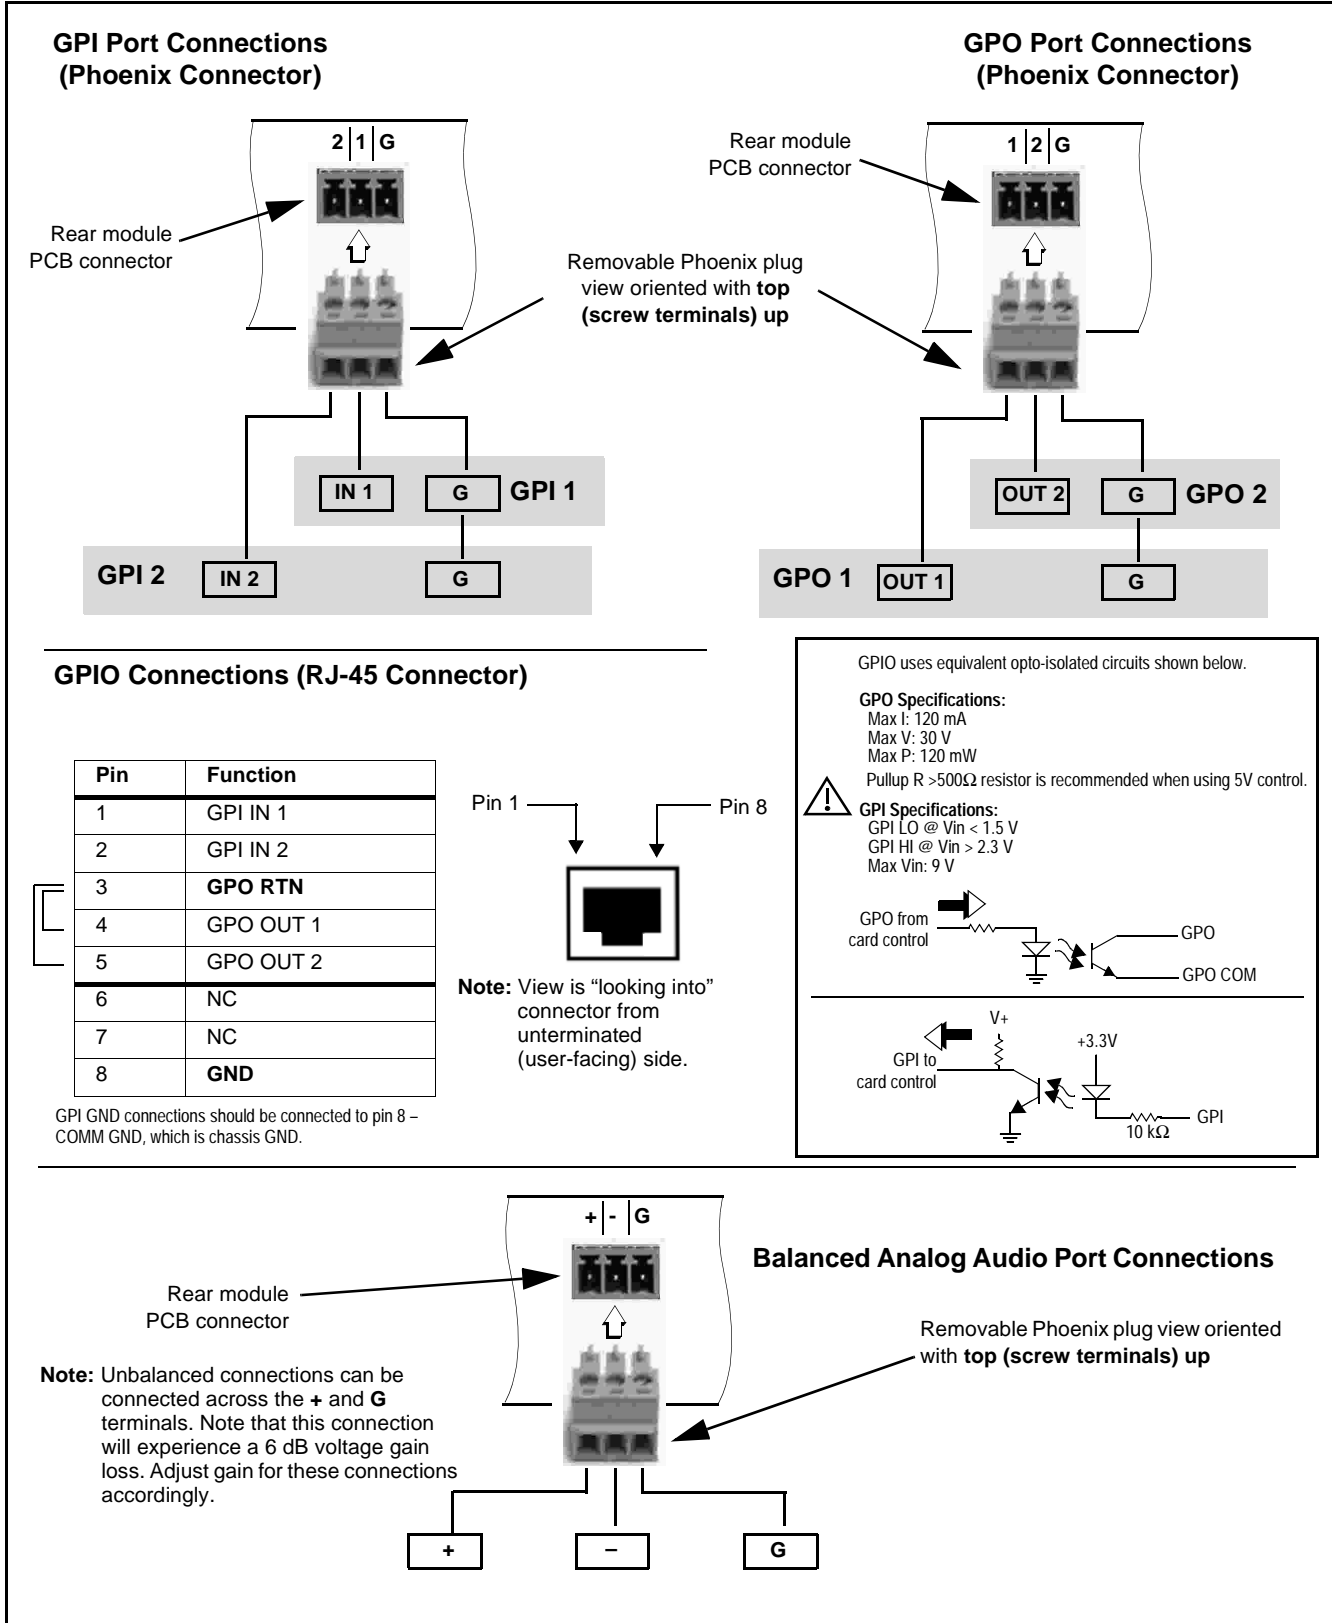 GPI Port Connections
(Phoenix Connector)
GPO Port Connections
(Phoenix Connector)
2 1 G
Rear module
PCB connector
1 2 G
Rear module
PCB connector
Removable Phoenix plug
view oriented with top
(screw terminals) up
IN 1 G GPI 1
GPI 2 IN 2 G
OUT 2 G GPO 2
GPO 1 OUT 1 G
GPIO Connections (RJ-45 Connector)
Pin Function
1 GPI IN 1
2 GPI IN 2
3 GPO RTN
4 GPO OUT 1
5 GPO OUT 2
6 NC
7 NC
8 GND
GPI GND connections should be connected to pin 8 –
COMM GND, which is chassis GND.
Pin 1 Pin 8
Note: View is “looking into”
connector from
unterminated
(user-facing) side.
GPIO uses equivalent opto-isolated circuits shown below.
GPO Specifications:
Max I: 120 mA
Max V: 30 V
Max P: 120 mW
Pullup R >500Ω resistor is recommended when using 5V control.
!
GPI Specifications:
GPI LO @ Vin < 1.5 V
GPI HI @ Vin > 2.3 V
Max Vin: 9 V
GPO from
card control
GPO
GPO COM
V+
+3.3V
GPI to
card control
GPI
10 kΩ
+ - G
Balanced Analog Audio Port Connections
Rear module
PCB connector
Removable Phoenix plug view oriented
with top (screw terminals) up
Note: Unbalanced connections can be
connected across the + and G
terminals. Note that this connection
will experience a 6 dB voltage gain
loss. Adjust gain for these connections
accordingly.
+ – G